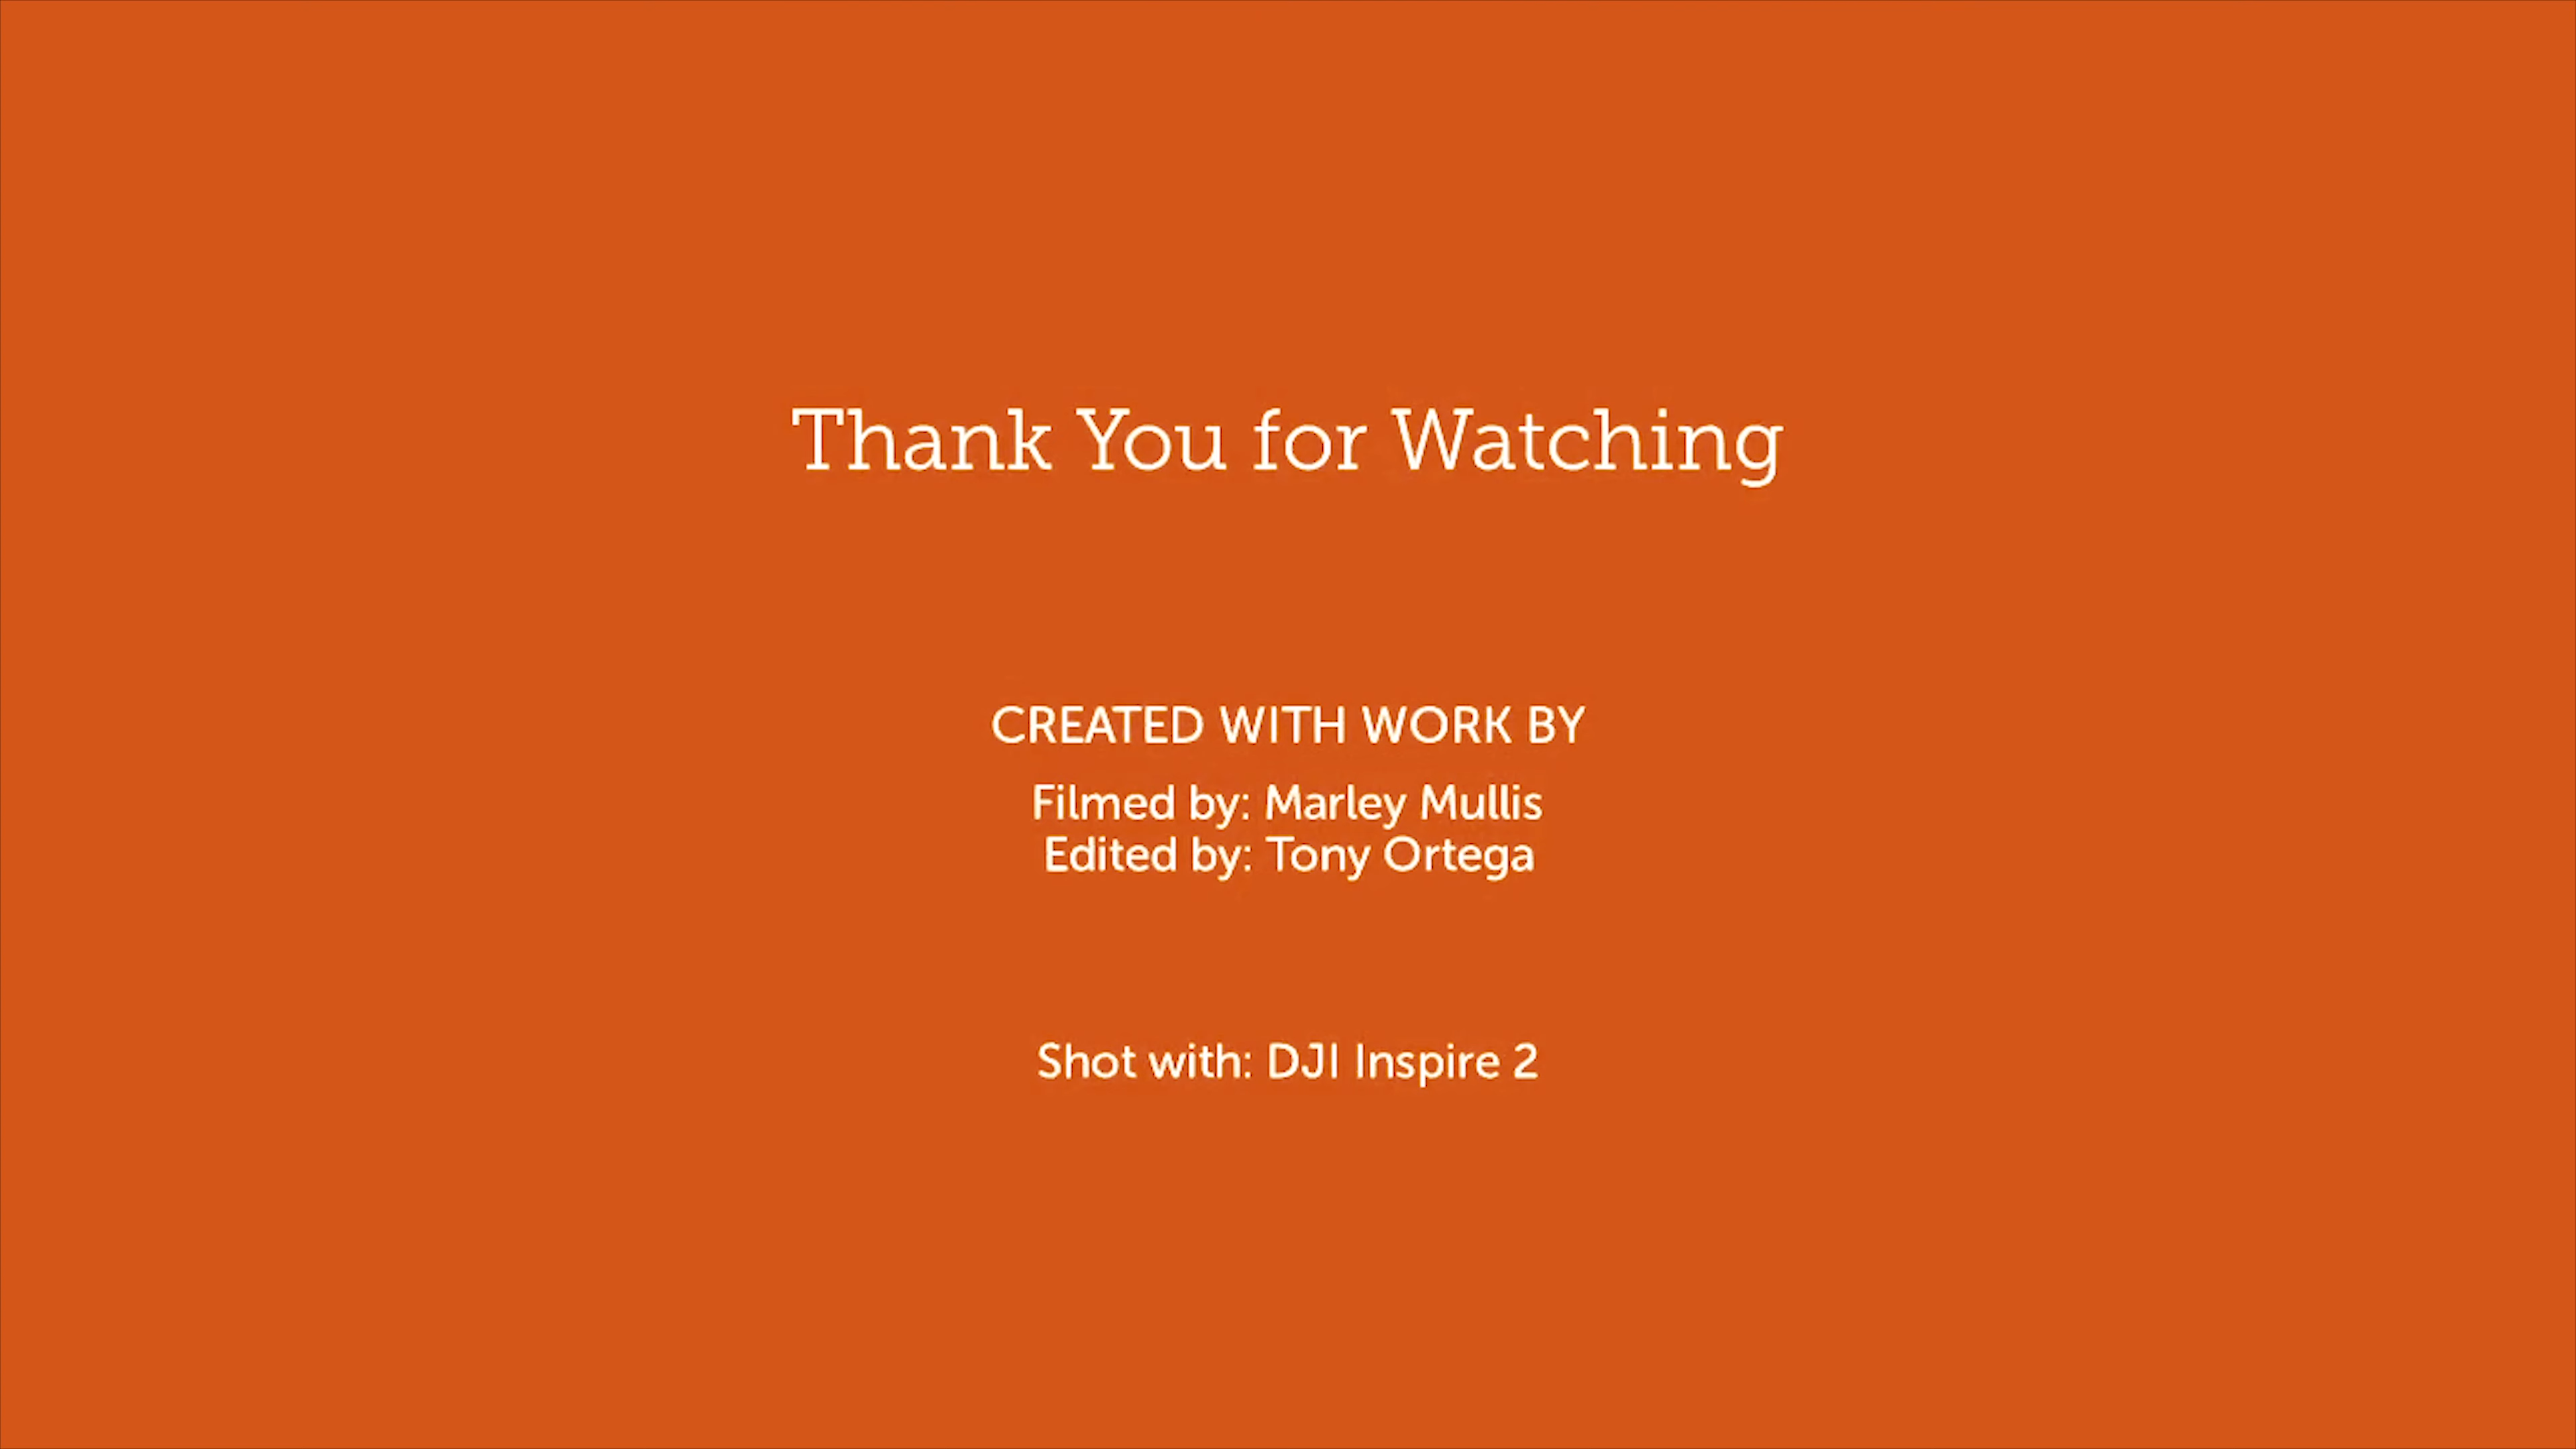 Thank You for Watching
CREATED WITH WORK BY
Filmed by: Marley Mullis
Edited by: Tony Ortega
Shot with: DJI Inspire 2